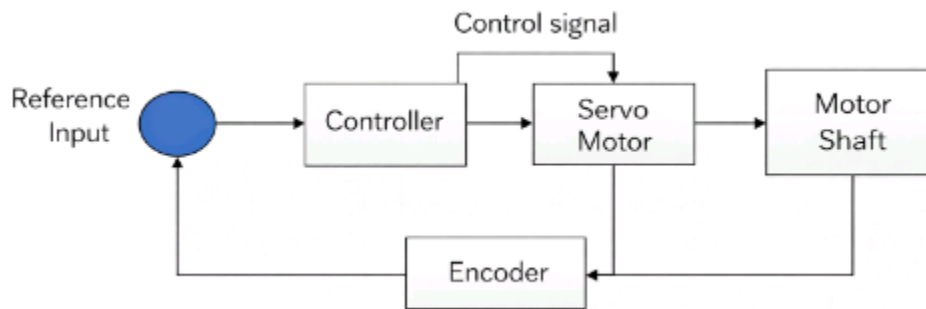 Control signal
Reference
Input
Controller
Servo
Motor
Motor
Shaft
Encoder